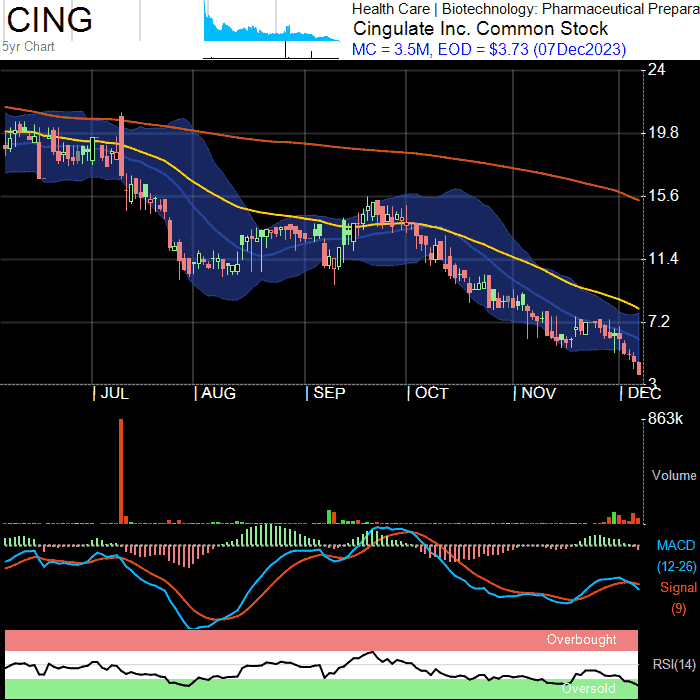 CING
5yr Chart
Health Care | Biotechnology: Pharmaceutical Prepara
Cingulate Inc. Common Stock
MC = 3.5M, EOD = $3.73 (07Dec2023)
24
19.8
15.6
11.4
7.2
3
| JUL | AUG | SEP | OCT | NOV | DEC
863k
Volume
MACD
(12-26)
Signal
(9)
Overbought
RSI(14)
Oversold